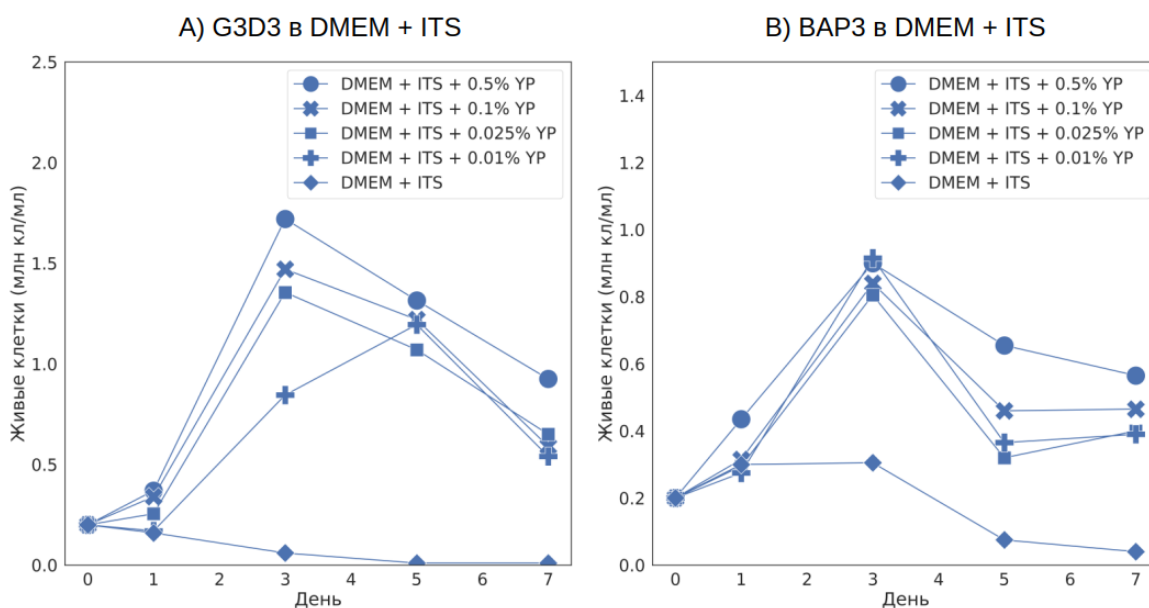 A) G3D3 в DMEM + ITS
2.5
2.0
1.5
1.0
0.5
0.0
Живые клетки (млн кл/мл)
DMEM + ITS + 0.5% YP
DMEM + ITS + 0.1% YP
DMEM + ITS + 0.025% YP
DMEM + ITS + 0.01% YP
DMEM + ITS
0 1 3 2 4 5 6 7
День
B) BAP3 в DMEM + ITS
1.4
1.2
1.0
0.8
0.6
0.4
0.2
0.0
Живые клетки (млн кл/мл)
DMEM + ITS + 0.5% YP
DMEM + ITS + 0.1% YP
DMEM + ITS + 0.025% YP
DMEM + ITS + 0.01% YP
DMEM + ITS
0 1 3 2 4 5 6 7
День